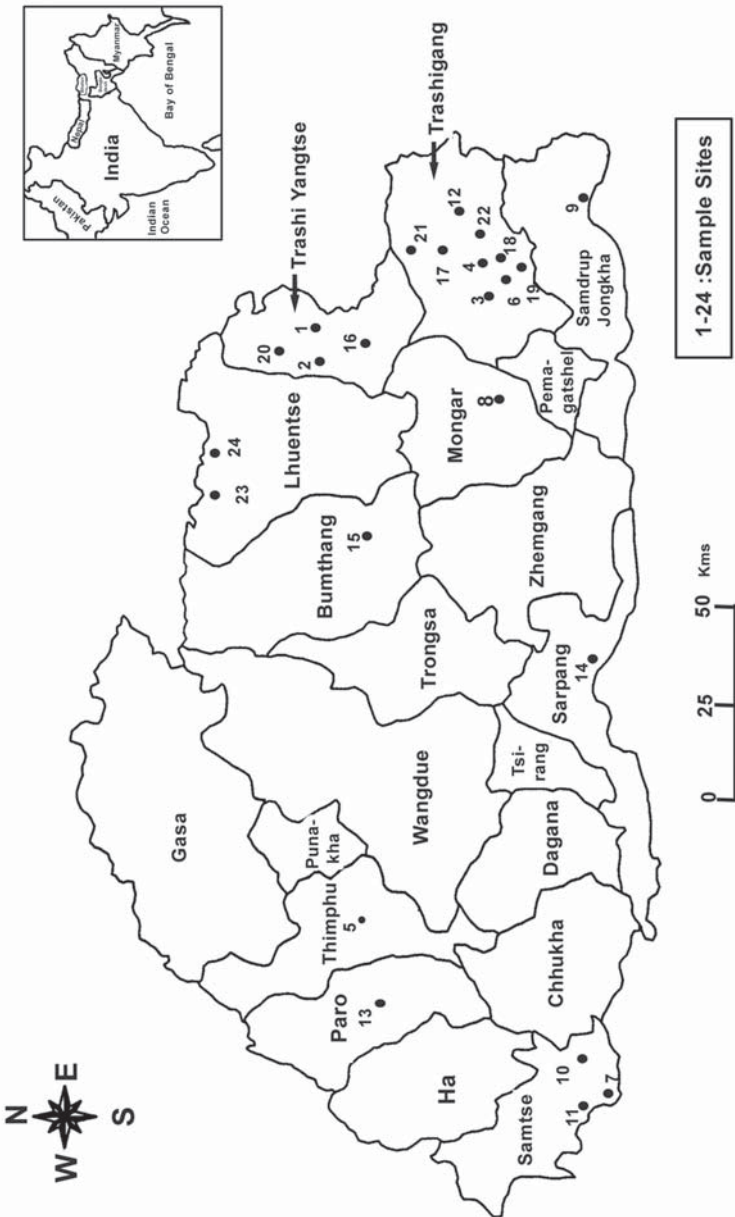 N
W E
S
Pakistan
Nepal
India
Myanmar
Indian
Ocean
Bay of Bengal
Gasa
Puna-
kha
Thimphu
5
Paro
13
Ha
Samtse
10
11
7
Chhukha
Dagana
Tsi-
rang
Wangdue
Trongsa
Sarpang
14
Bumthang
15
Zhemgang
Lhuentse
23
24
Mongar
8
Pema-
gatshel
Trashi Yangtse
20
1
2
16
Trashigang
21
12
17
22
4
18
3
6
19
Samdrup
Jongkha
9
0 25 50 Kms
1-24 :Sample Sites